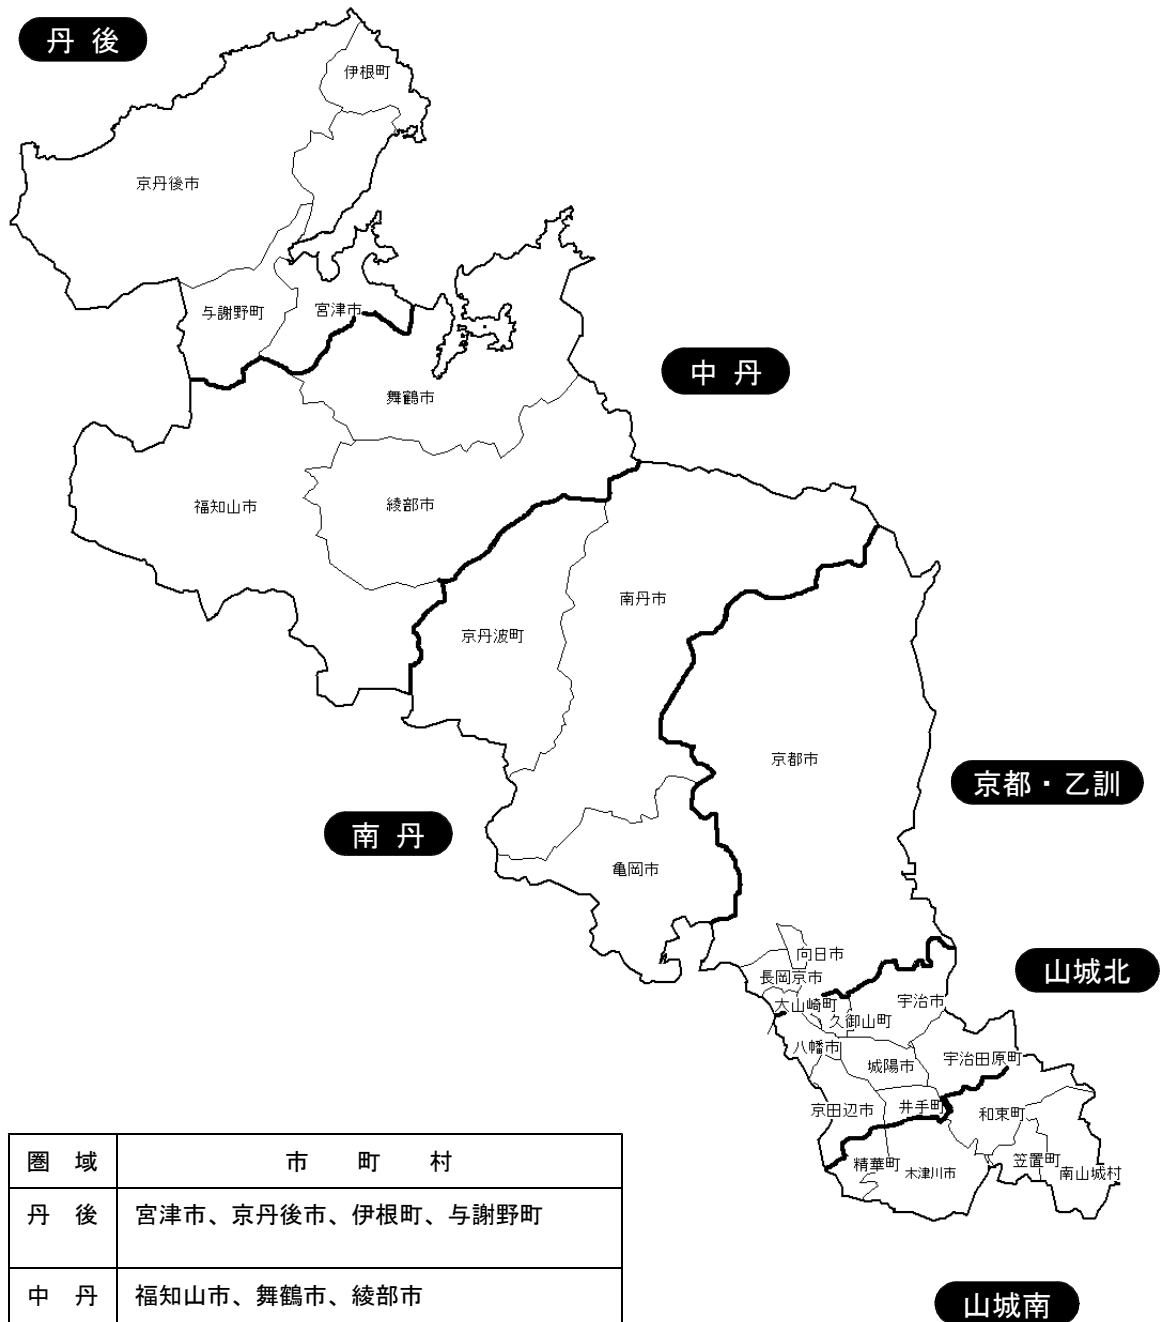 丹後
伊根町
京丹後市
与謝野町
宮津市
中丹
舞鶴市
福知山市
綾部市
南丹市
京丹波町
京都市
京都・乙訓
南丹
亀岡市
向日市
山城北
長岡京市
大山崎町
宇治市
久御山町
八幡市
城陽市
宇治田原町
京田辺市
井手町
和束町
精華町
木津川市
笠置町
南山城村
圏域 市町村
丹後 宮津市、京丹後市、伊根町、与謝野町
中丹 福知山市、舞鶴市、綾部市
山城南